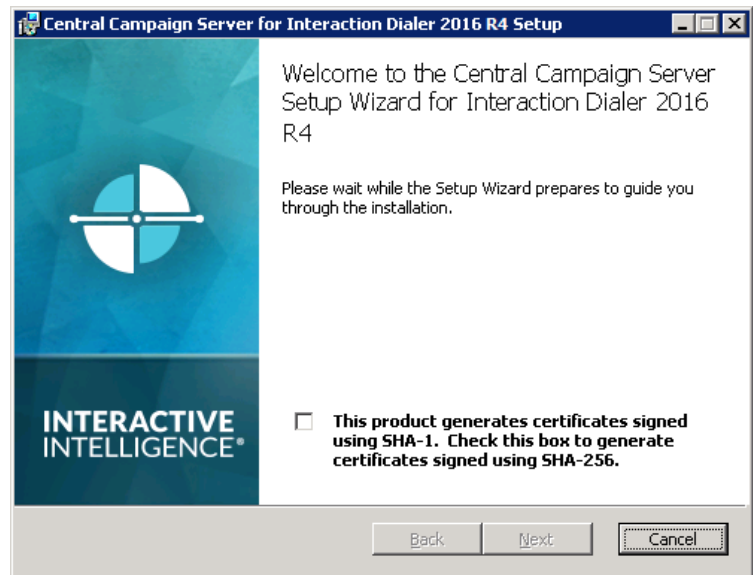 Central Campaign Server for Interaction Dialer 2016 R4 Setup
Welcome to the Central Campaign Server
Setup Wizard for Interaction Dialer 2016
R4
Please wait while the Setup Wizard prepares to guide you
through the installation.
INTERACTIVE
INTELLIGENCE®
This product generates certificates signed
using SHA-1. Check this box to generate
certificates signed using SHA-256.
Back
Next
Cancel